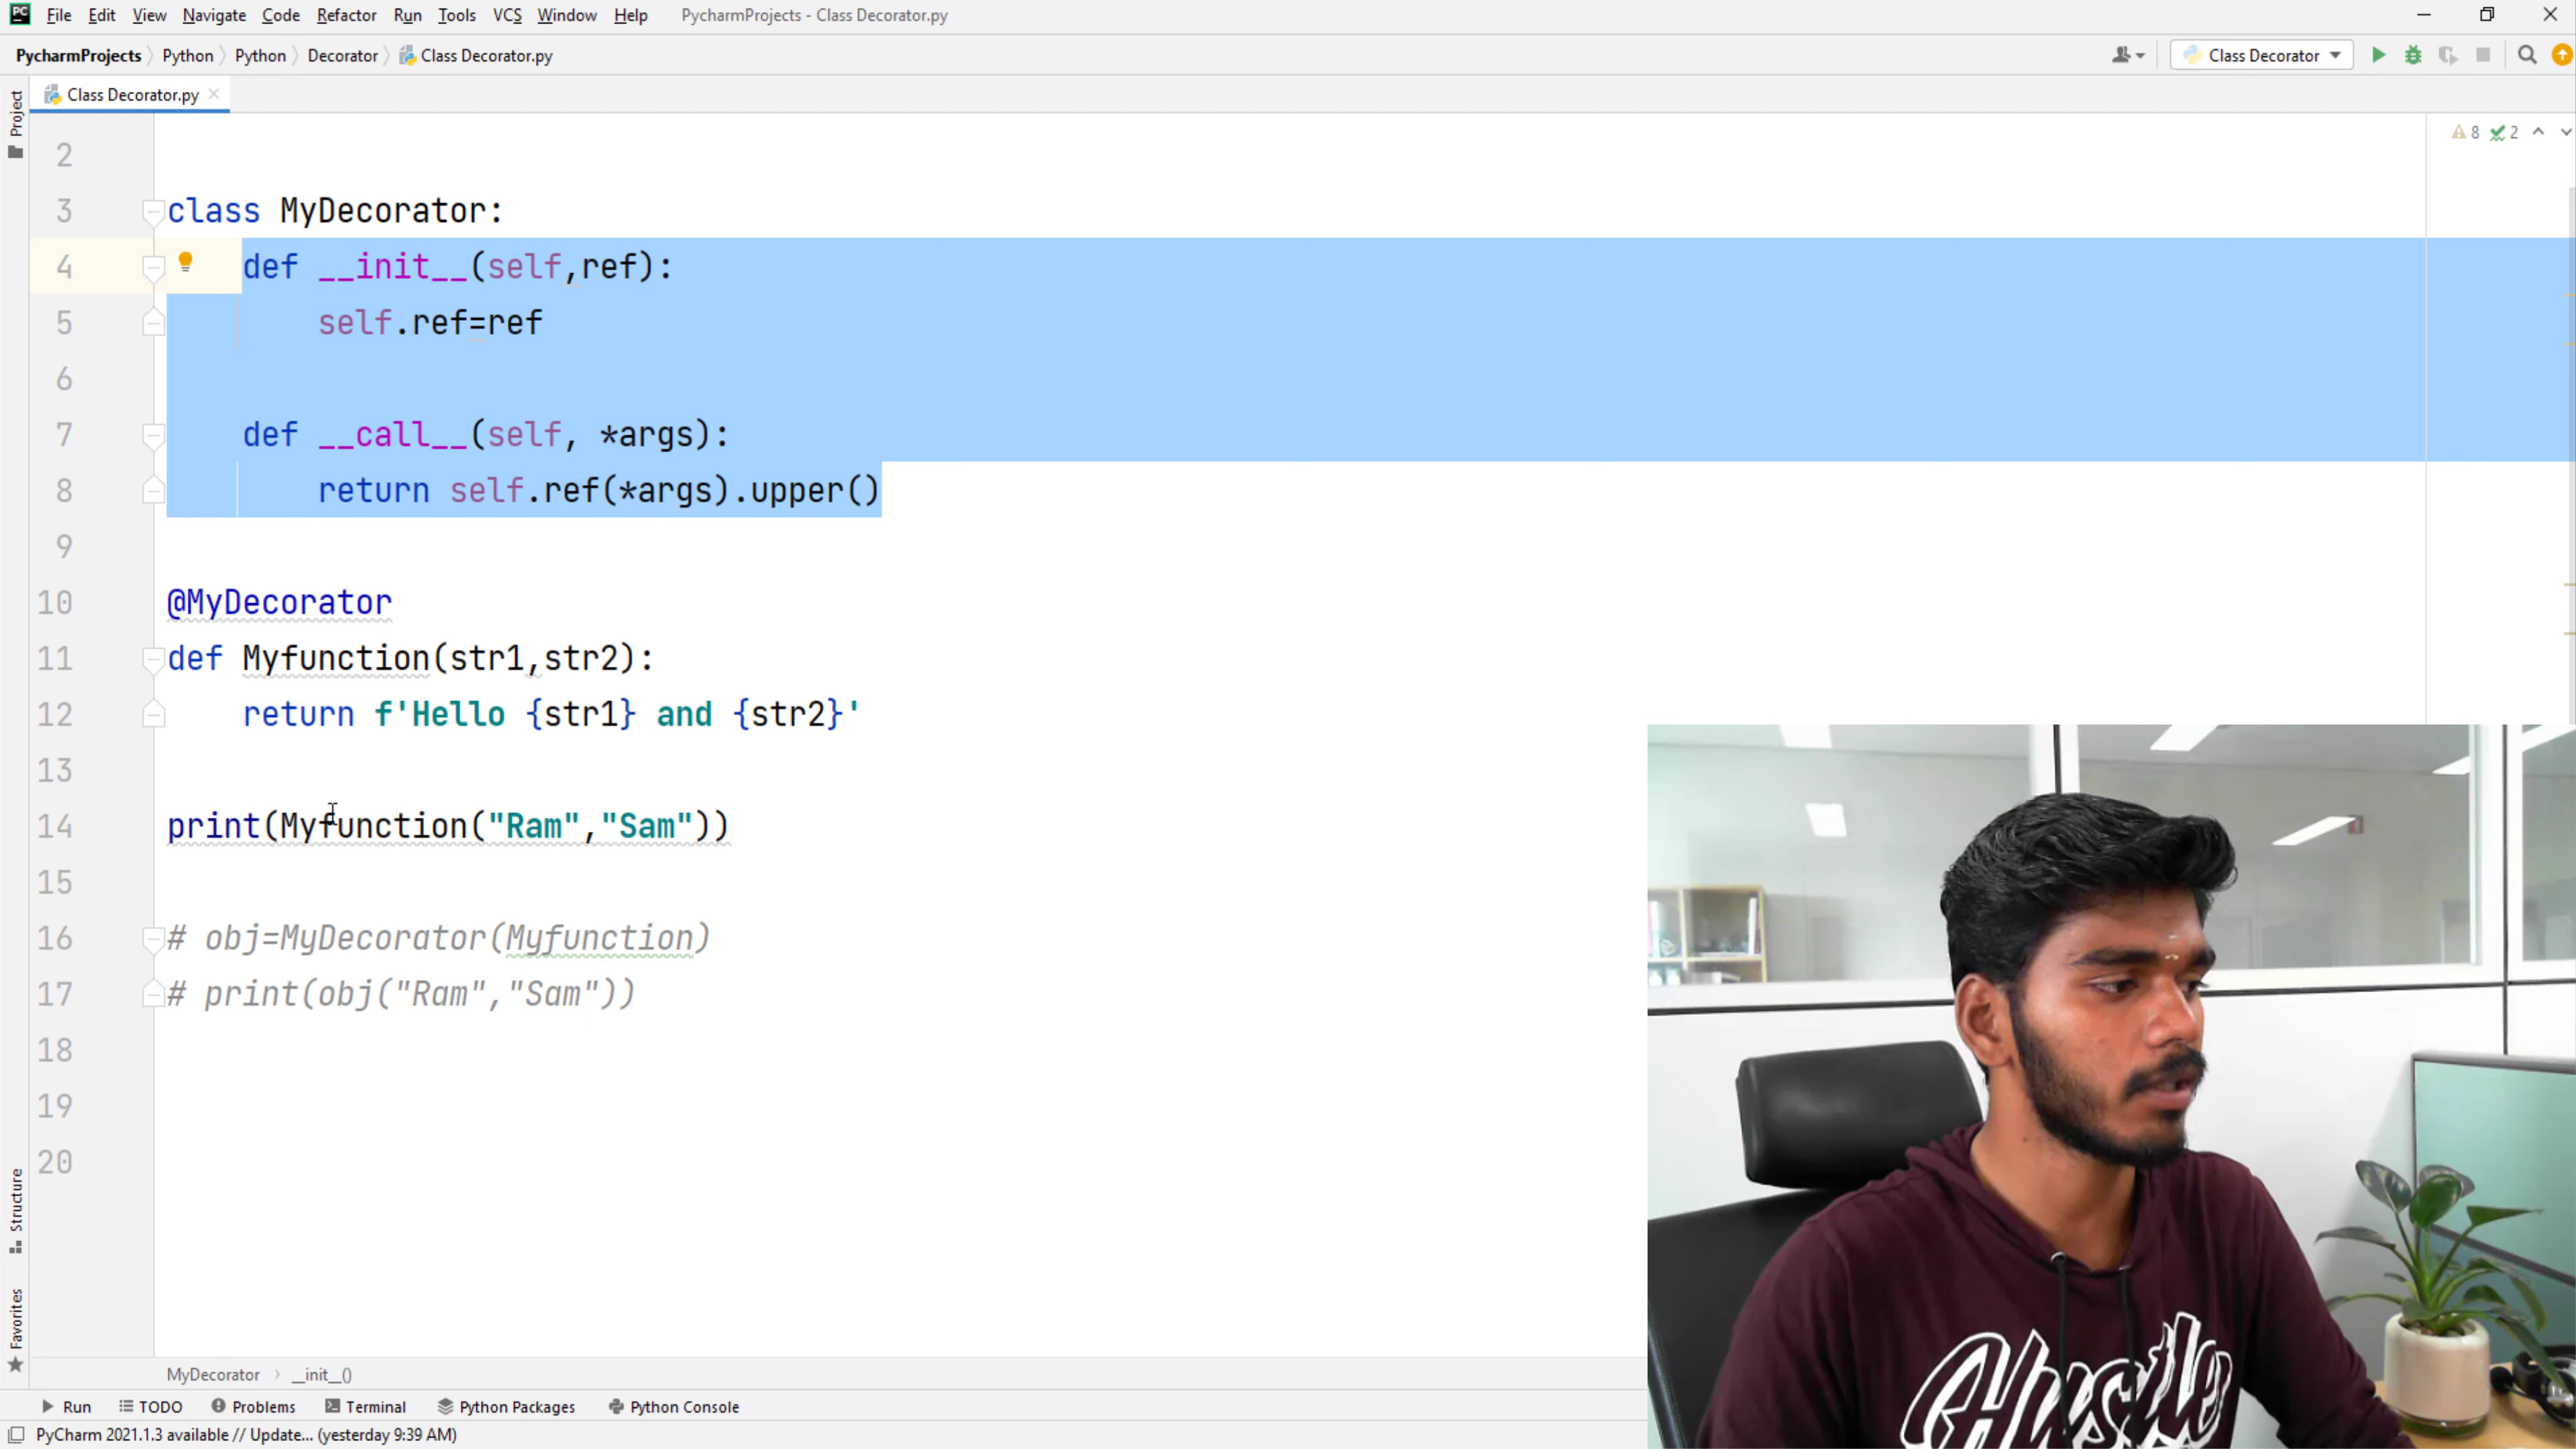 PC File Edit View Navigate Code Refactor Run Tools VCS Window Help PycharmProjects - Class Decorator.py
PycharmProjects Python Python Decorator Class Decorator.py Class Decorator
Project
Class Decorator.py
8 2
2
3 class MyDecorator:
4 def __init__(self,ref):
5 self.ref=ref
6
7 def __call__(self, *args):
8 return self.ref(*args).upper()
9
10 @MyDecorator
11 def Myfunction(str1,str2):
12 return f'Hello {str1} and {str2}'
13
14 print(Myfunction("Ram","Sam"))
15
16 # obj=MyDecorator(Myfunction)
17 # print(obj("Ram","Sam"))
18
19
20
Structure
Favorites
Hustle
MyDecorator __init__()
Run TODO Problems Terminal Python Packages Python Console
PyCharm 2021.1.3 available // Update... (yesterday 9:39 AM)